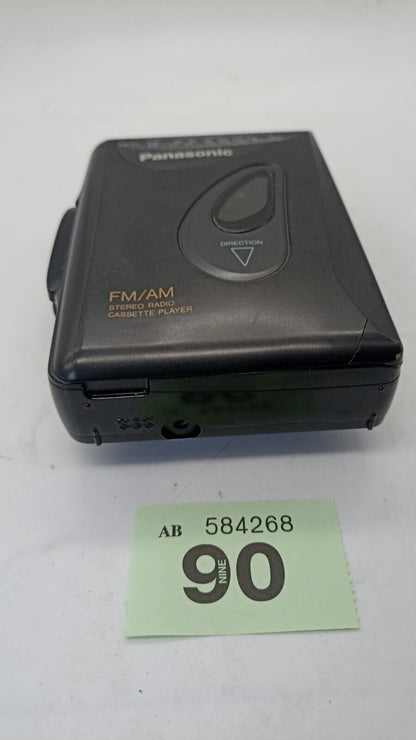 Panasonic
DIRECTION
FM/AM
STEREO RADIO
CASSETTE PLAYER
AB 584268
90
NINE